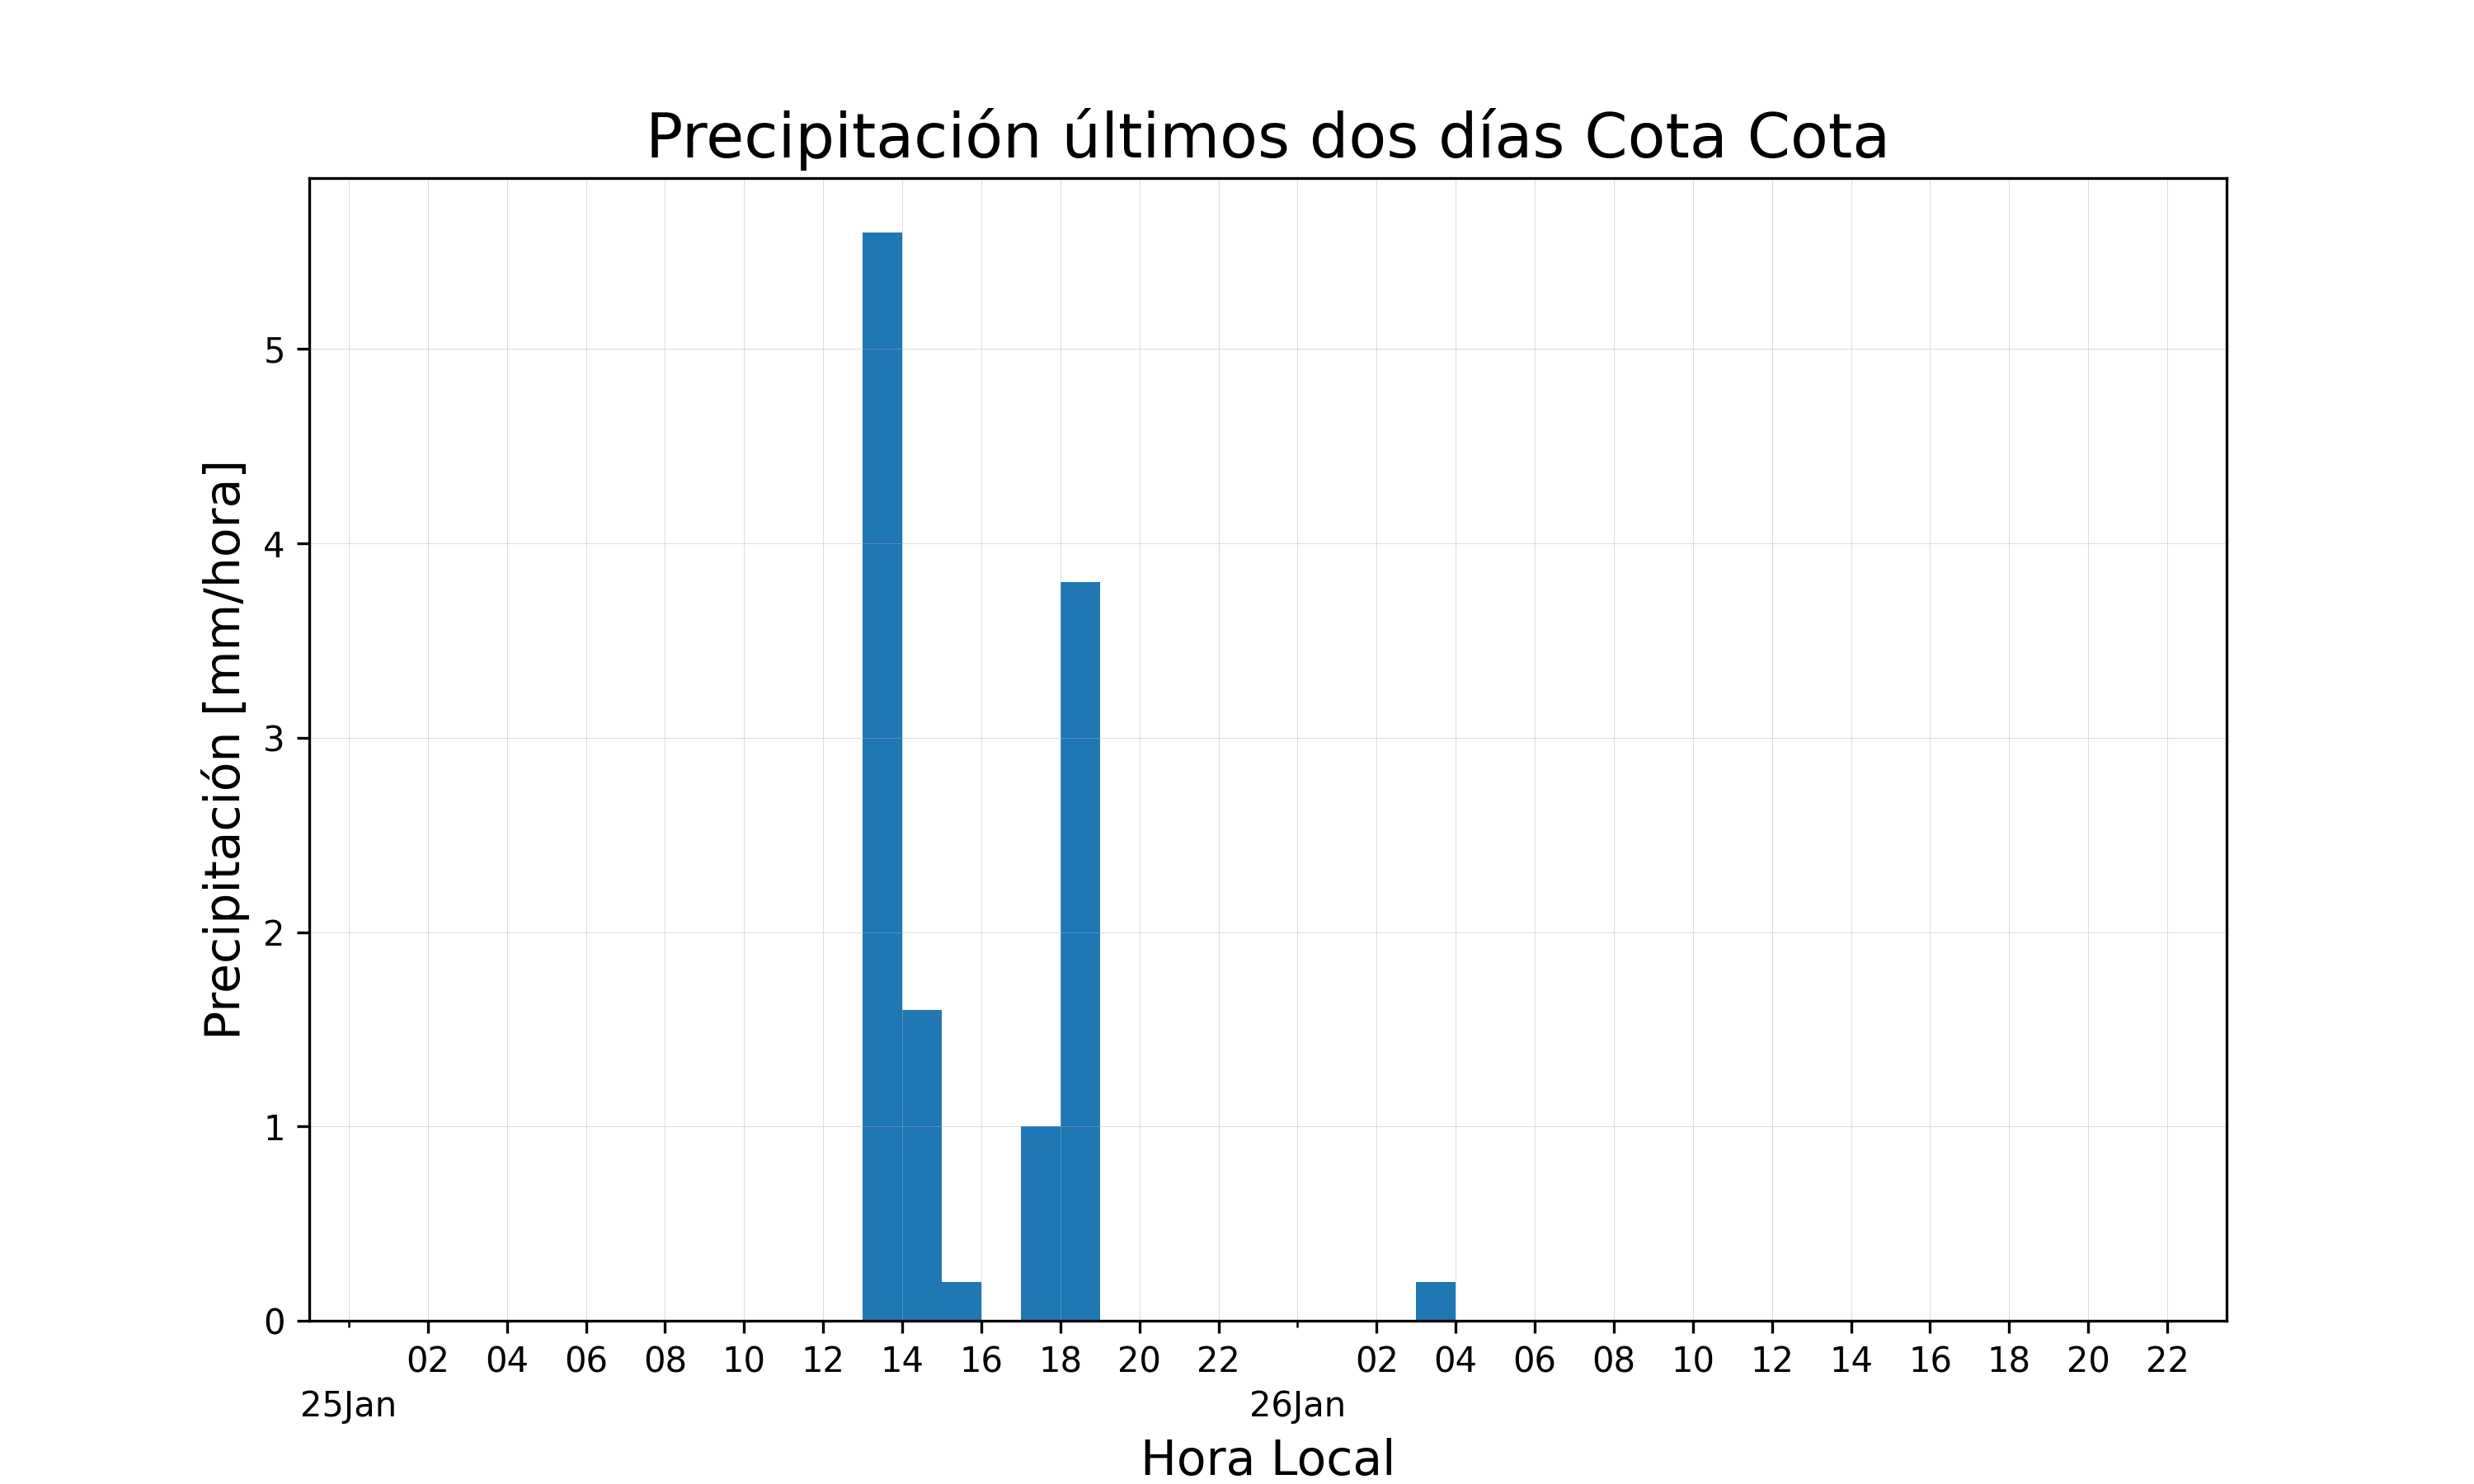 Precipitación últimos dos días Cota Cota
Precipitación [mm/hora]
5
4
3
2
1
0
02 04 06 08 10 12 14 16 18 20 22 02 04 06 08 10 12 14 16 18 20 22
25Jan 26Jan
Hora Local